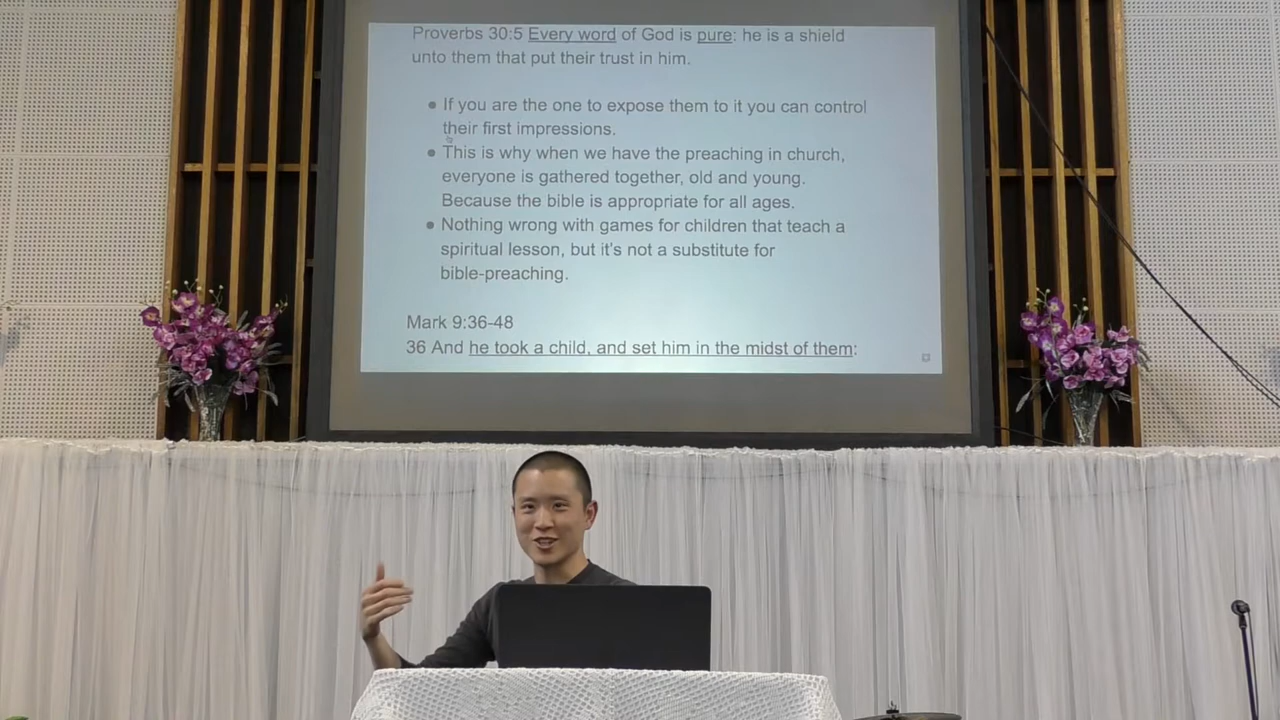 Proverbs 30:5 Every word of God is pure: he is a shield
unto them that put their trust in him.
● If you are the one to expose them to it you can control
their first impressions.
● This is why when we have the preaching in church,
everyone is gathered together, old and young.
Because the bible is appropriate for all ages.
● Nothing wrong with games for children that teach a
spiritual lesson, but it's not a substitute for
bible-preaching.
Mark 9:36-48
36 And he took a child, and set him in the midst of them: